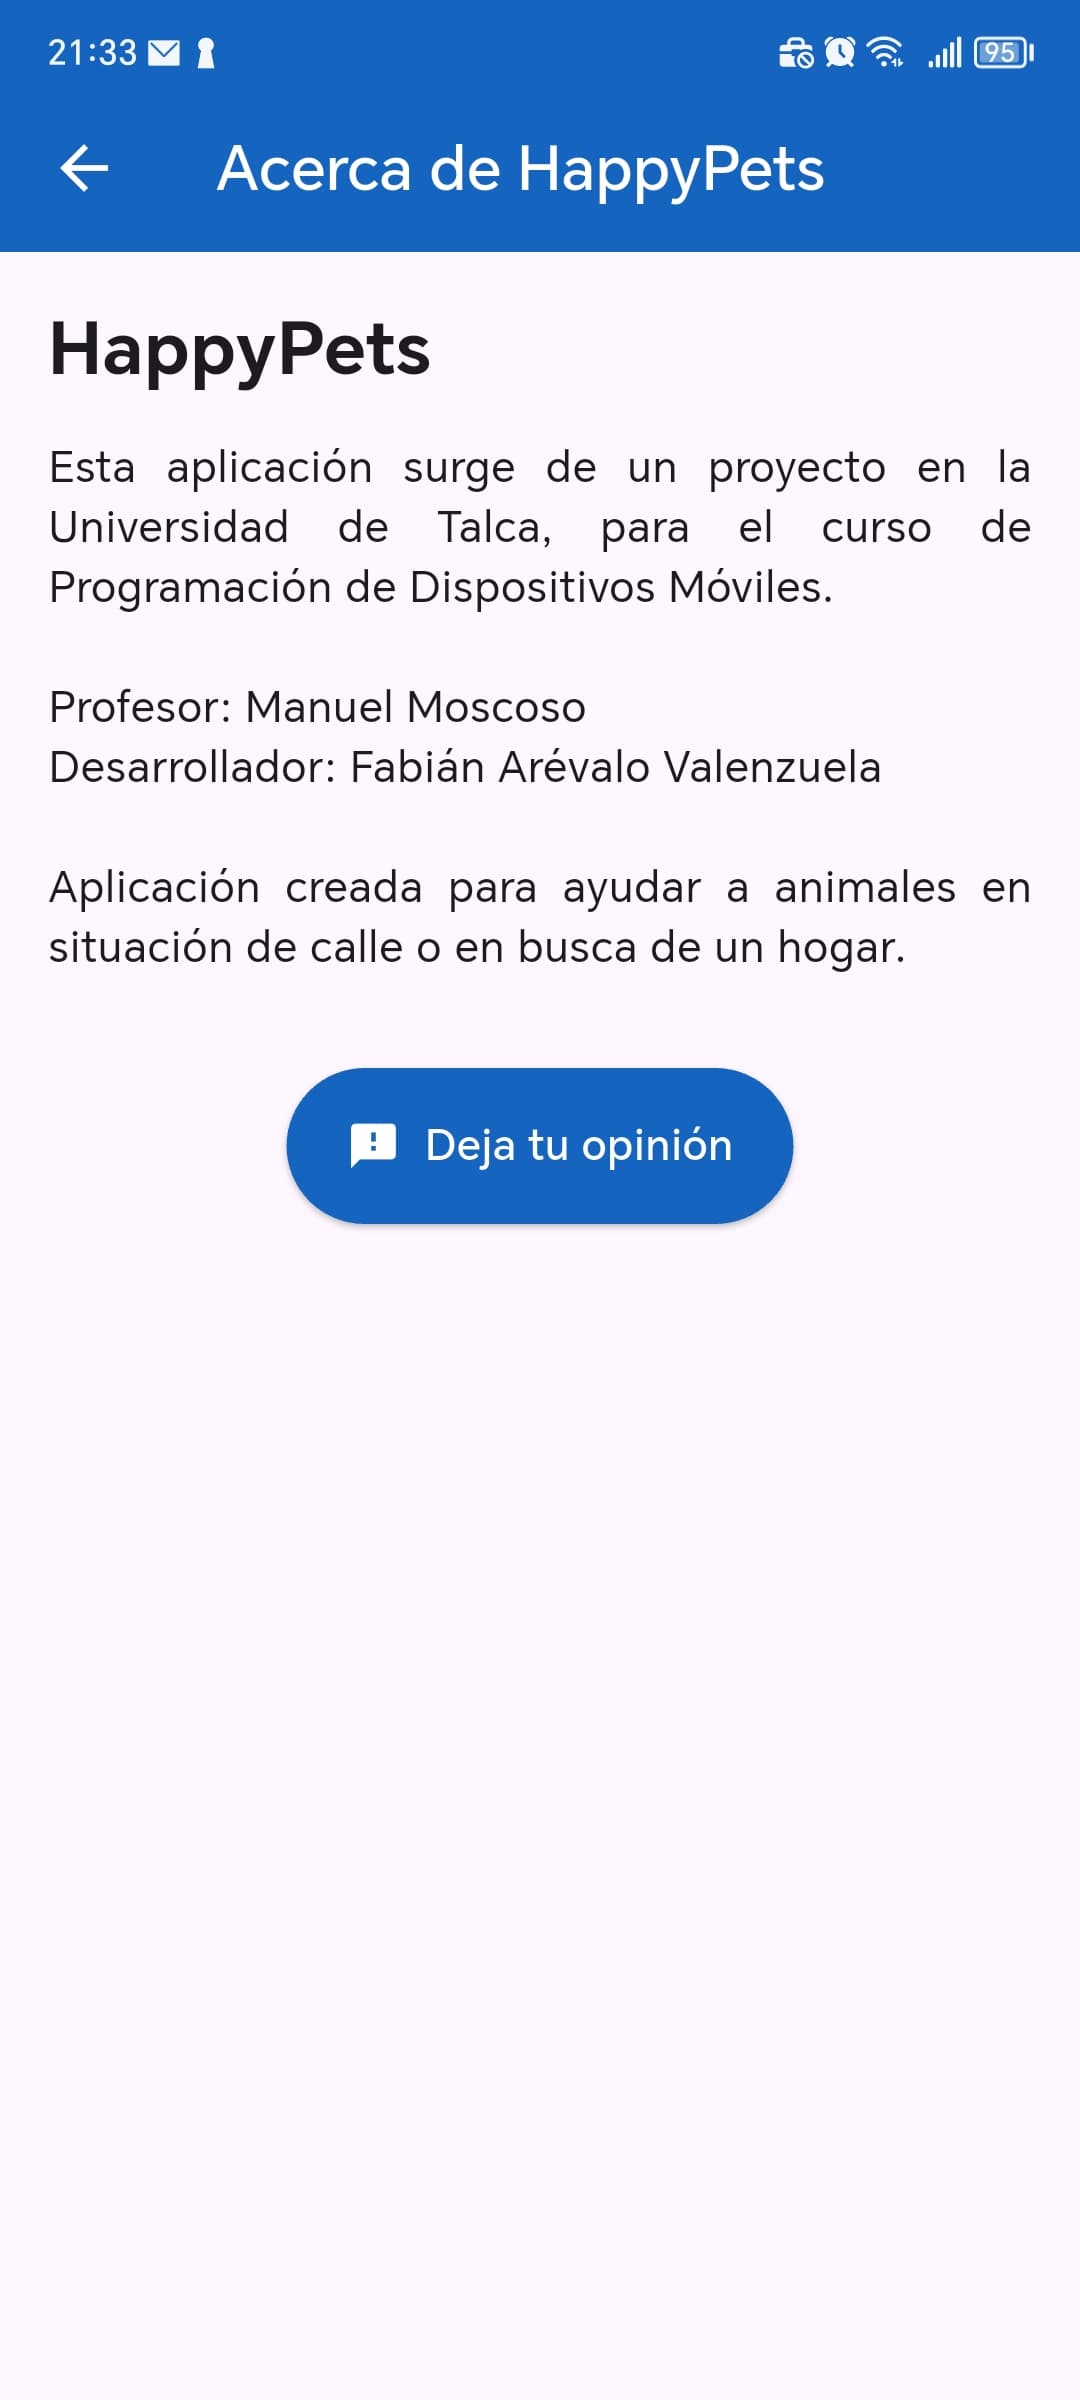 21:33
95
Acerca de HappyPets
HappyPets
Esta aplicación surge de un proyecto en la
Universidad de Talca, para el curso de
Programación de Dispositivos Móviles.
Profesor: Manuel Moscoso
Desarrollador: Fabián Arévalo Valenzuela
Aplicación creada para ayudar a animales en
situación de calle o en busca de un hogar.
Deja tu opinión